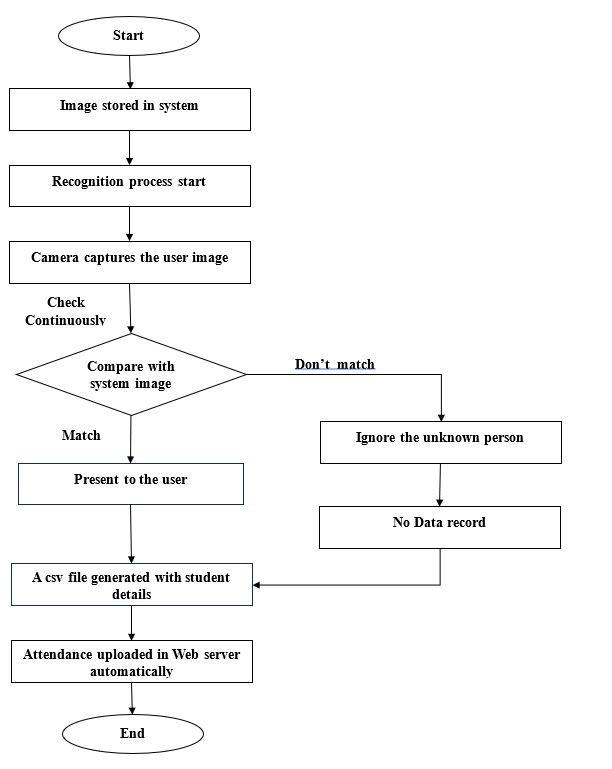 Start
Image stored in system
Recognition process start
Camera captures the user image
Check
Continuously
Compare with
system image
Don't match
Match
Ignore the unknown person
Present to the user
No Data record
A csv file generated with student
details
Attendance uploaded in Web server
automatically
End